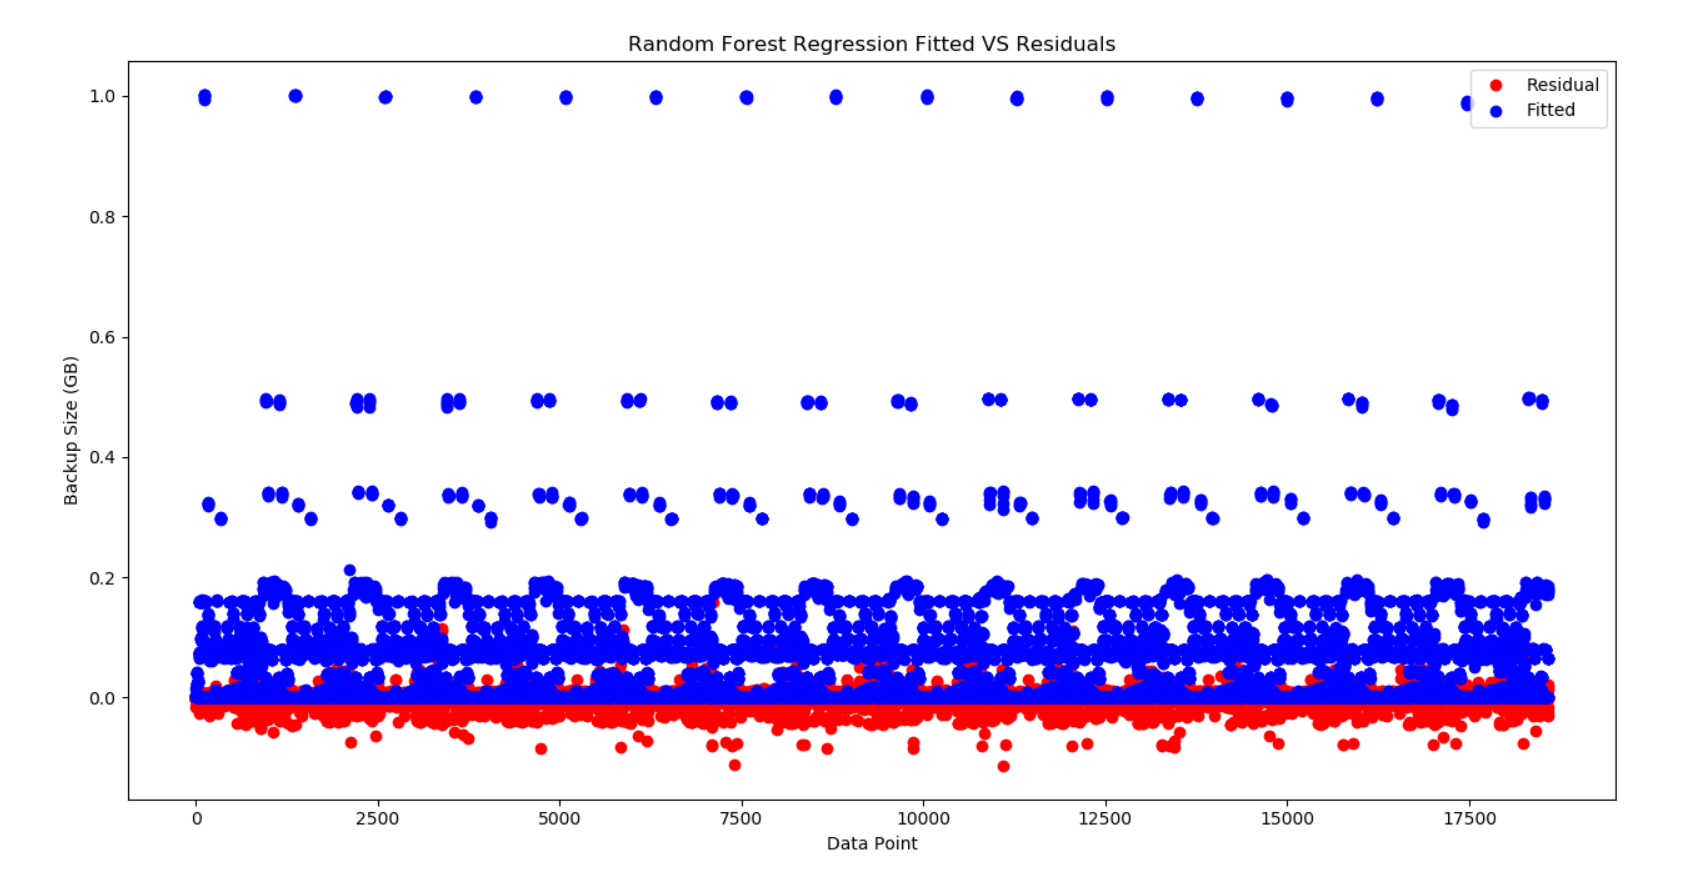 Random Forest Regression Fitted VS Residuals
Residual
Fitted
1.0
0.8
0.6
0.4
0.2
0.0
Backup Size (GB)
0 2500 5000 7500 10000 12500 15000 17500
Data Point